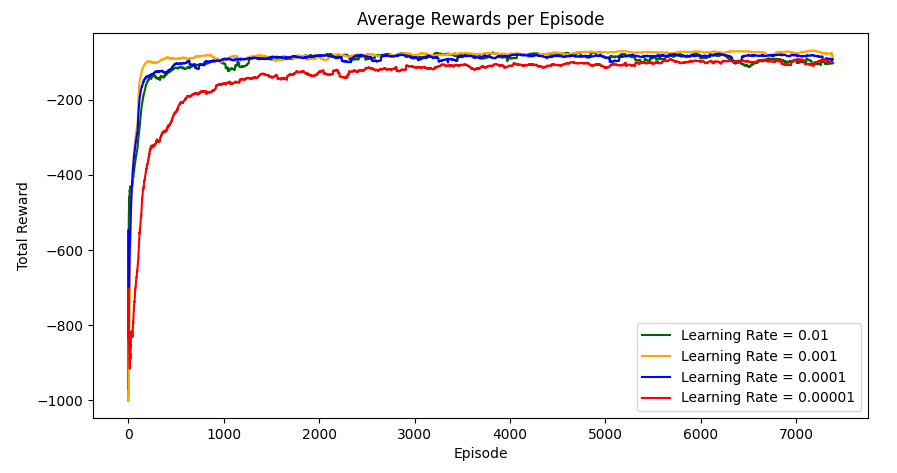 Average Rewards per Episode
Total Reward
−200
−400
−600
−800
−1000
0 1000 2000 3000 4000 5000 6000 7000
Episode
Learning Rate = 0.01
Learning Rate = 0.001
Learning Rate = 0.0001
Learning Rate = 0.00001